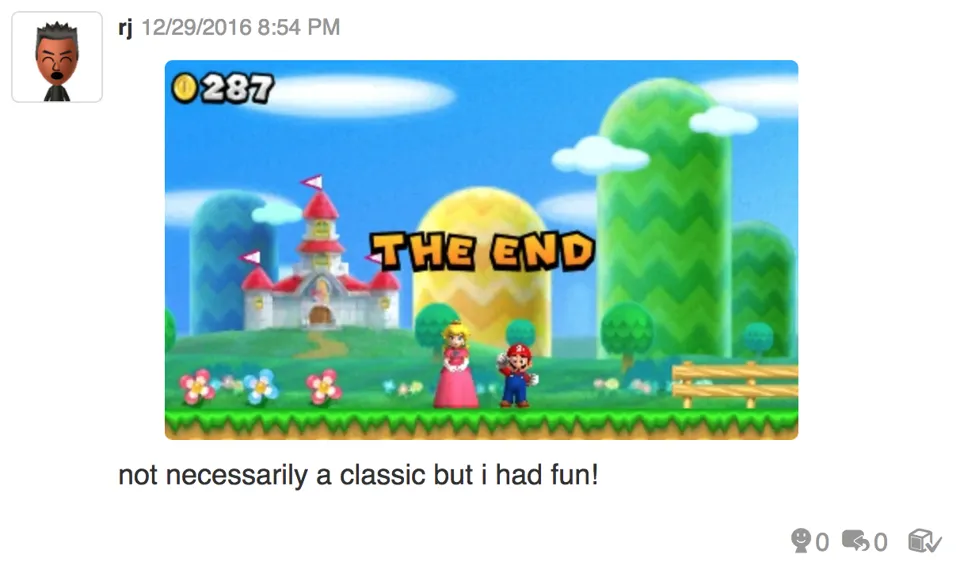 rj 12/29/2016 8:54 PM
287
THE END
not necessarily a classic but i had fun!
0 0